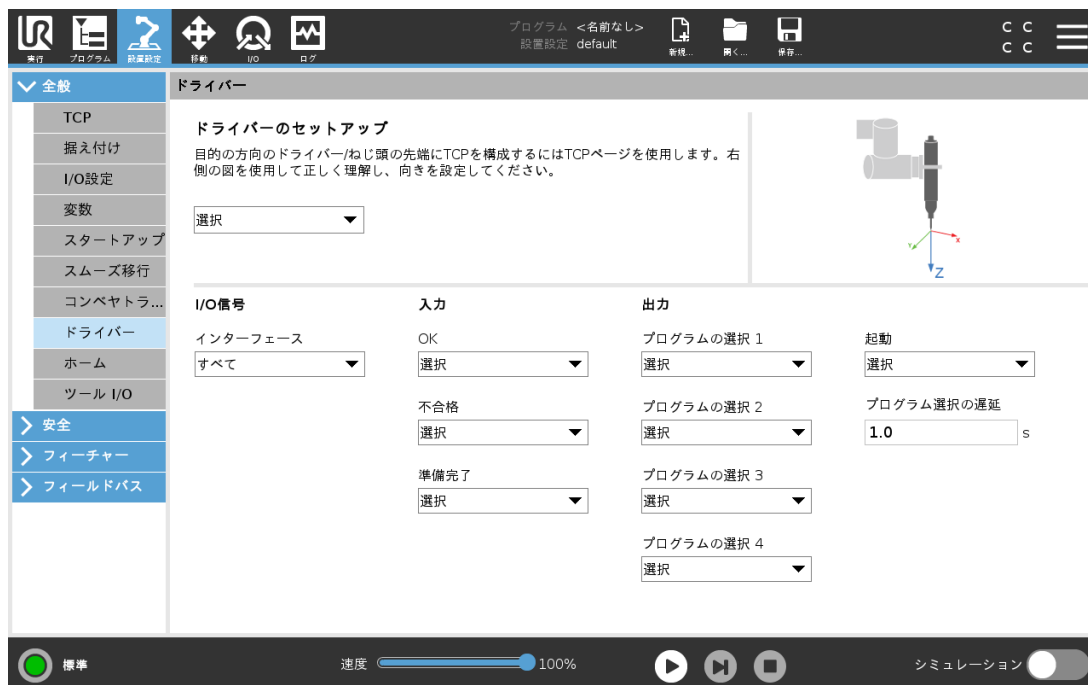 UR
プログラム <名前なし>
設置設定 default
C C
C C
実行
プログラム
設置設定
移動
I/O
ログ
新規...
開く...
保存...
全般
TCP
据え付け
I/O設定
変数
スタートアップ
スムーズ移行
コンベヤトラ...
ドライバー
ホーム
ツール I/O
安全
フィーチャー
フィールドバス
ドライバー
ドライバーのセットアップ
目的の方向のドライバー/ねじ頭の先端にTCPを構成するにはTCPページを使用します。右
側の図を使用して正しく理解し、向きを設定してください。
選択
Y
X
Z
I/O信号
インターフェース
すべて
入力
OK
選択
不合格
選択
準備完了
選択
出力
プログラムの選択 1
選択
プログラムの選択 2
選択
プログラムの選択 3
選択
プログラムの選択 4
選択
起動
選択
プログラム選択の遅延
1.0 s
標準
速度 100%
シミュレーション